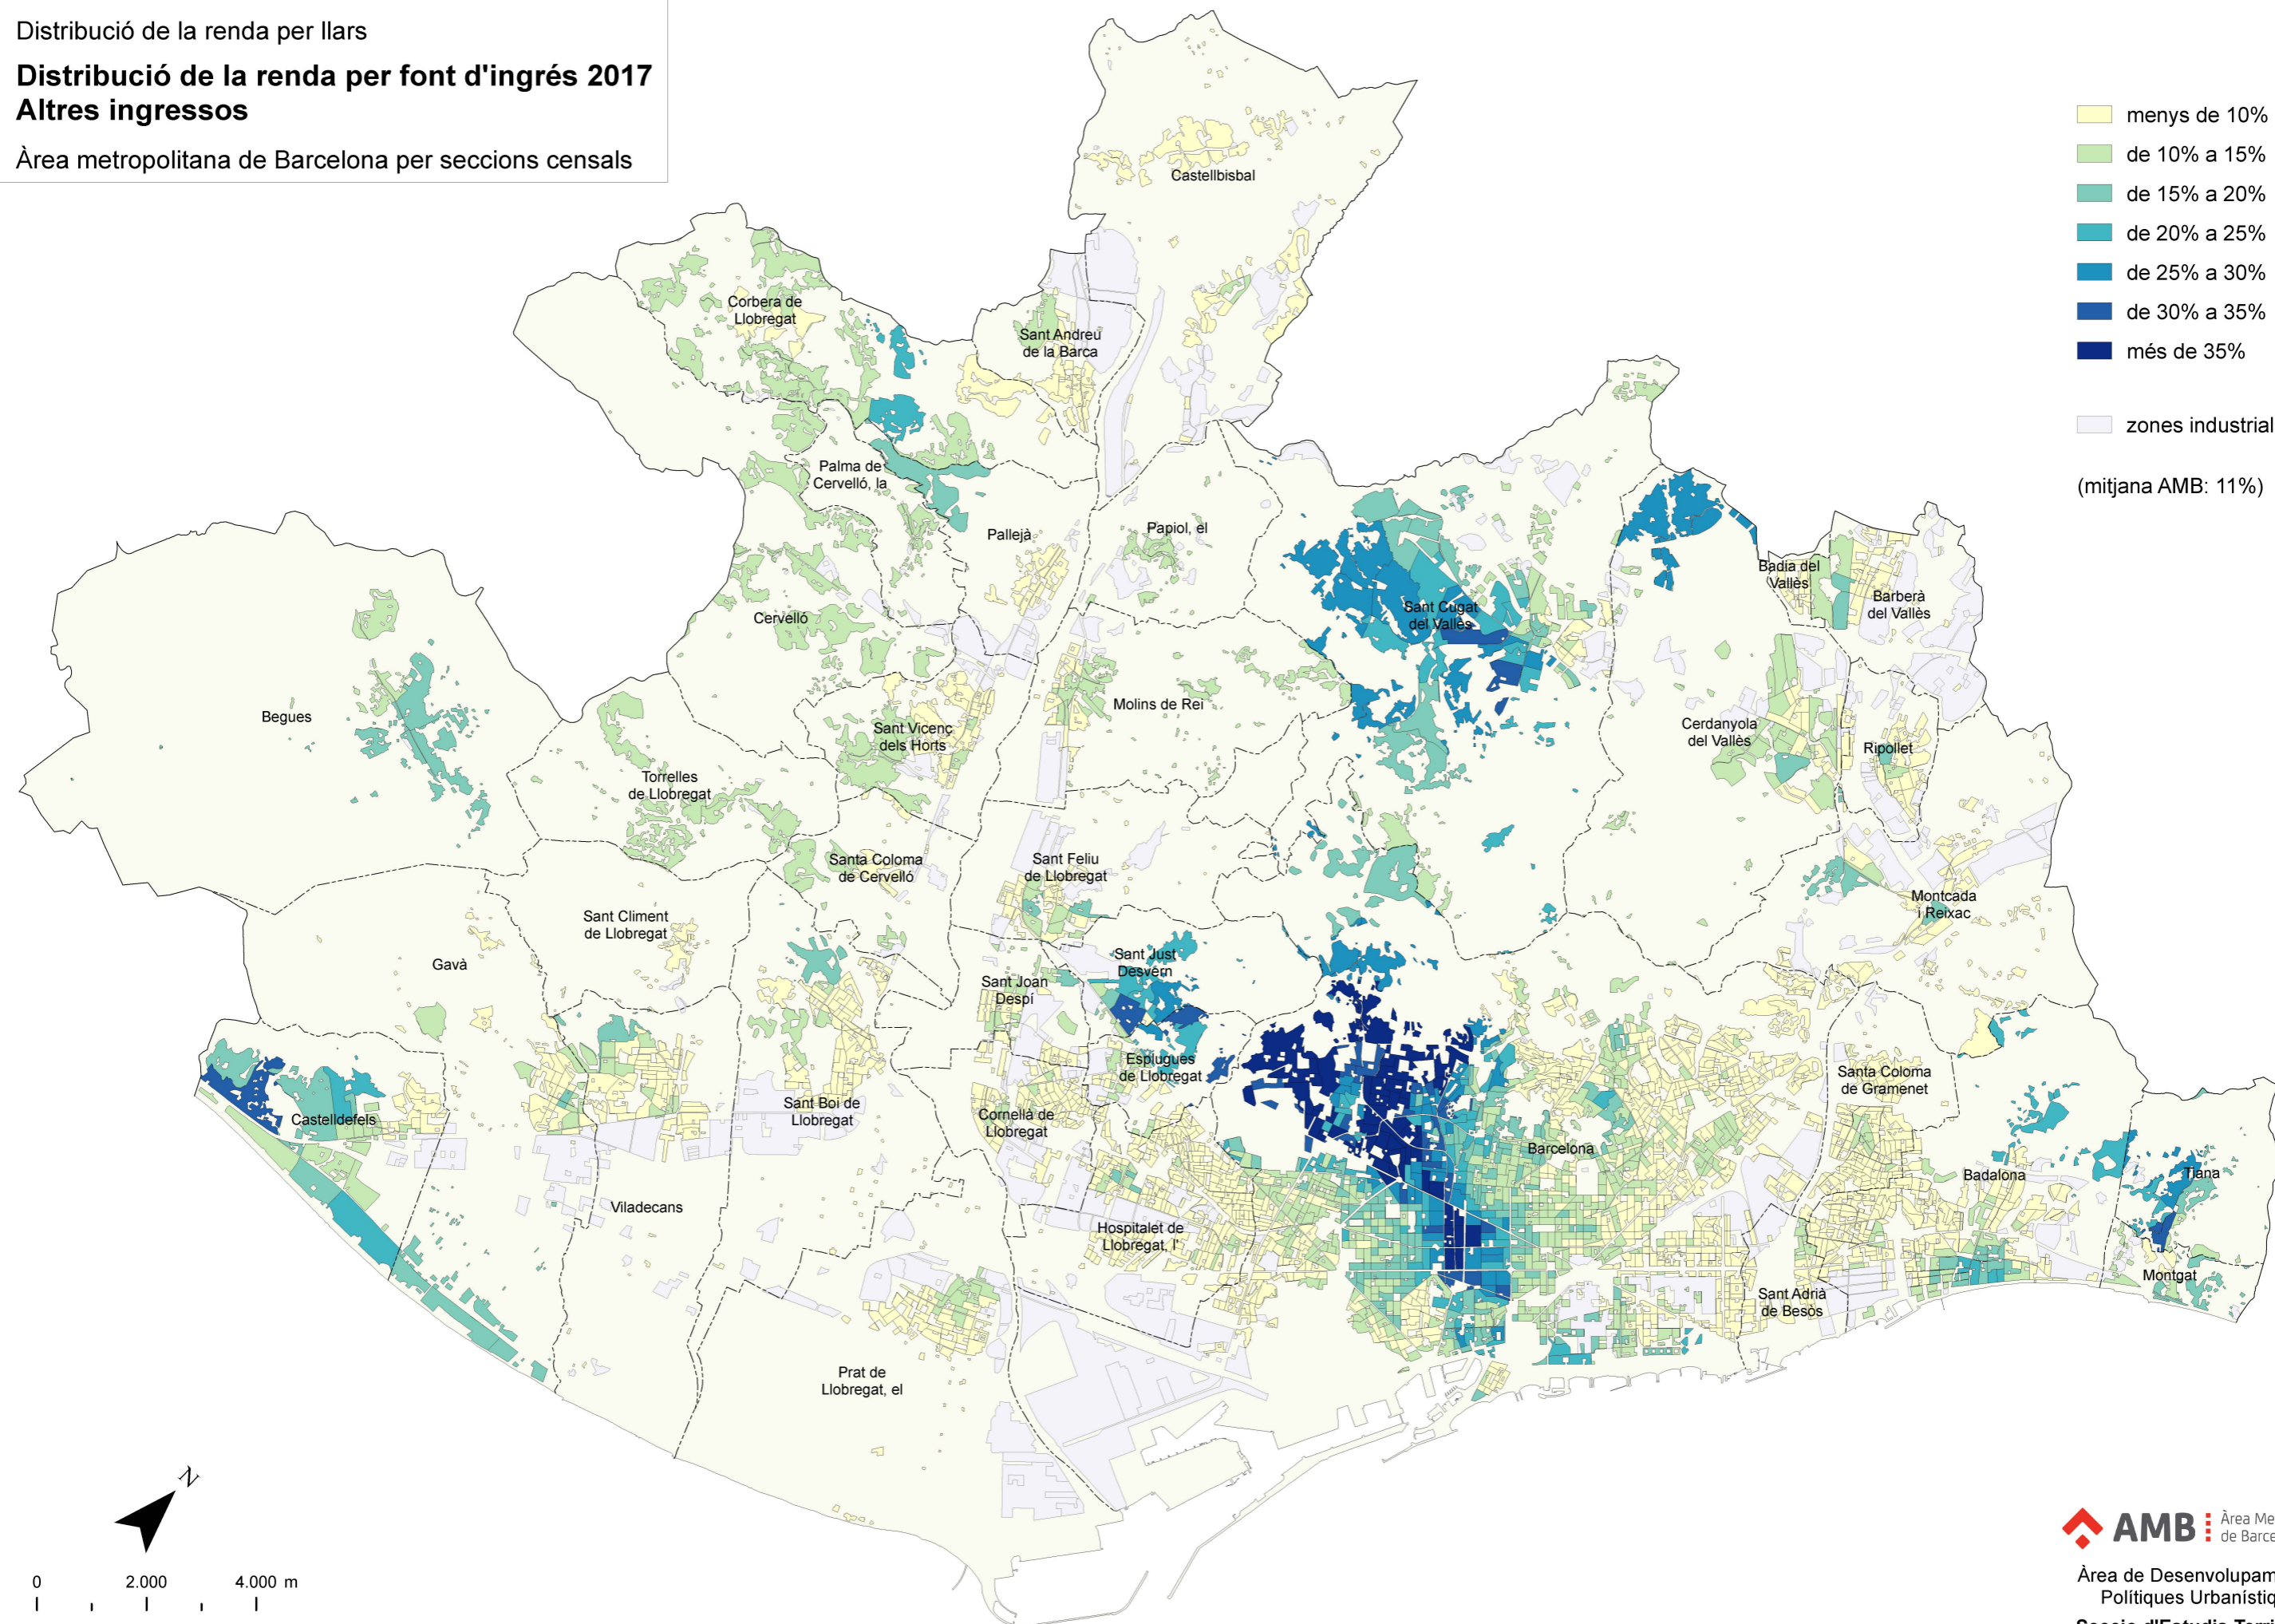 Distribució de la renda per llars
Distribució de la renda per font d'ingrés 2017
Altres ingressos
Àrea metropolitana de Barcelona per seccions censals
menys de 10%
de 10% a 15%
de 15% a 20%
de 20% a 25%
de 25% a 30%
de 30% a 35%
més de 35%
zones industrial
(mitjana AMB: 11%)
Castellbisbal
Corbera de
Llobregat
Sant Andreu
de la Barca
Palma de
Cervelló, la
Pallejà
Papiol, el
Badia del
Vallès
Barberà
del Vallès
Sant Cugat
del Vallès
Cervelló
Begues
Molins de Rei
Sant Vicenç
dels Horts
Cerdanyola
del Vallès
Ripollet
Torrelles
de Llobregat
Santa Coloma
de Cervelló
Sant Feliu
de Llobregat
Montcada
i Reixac
Sant Climent
de Llobregat
Gavà
Sant Just
Desvern
Sant Joan
Despí
Esplugues
de Llobregat
Santa Coloma
de Gramenet
Castelldefels
Sant Boi de
Llobregat
Cornellà de
Llobregat
Barcelona
Badalona
Tiana
Viladecans
Hospitalet de
Llobregat, l'
Montgat
Sant Adrià
de Besòs
Prat de
Llobregat, el
N
0 2.000 4.000 m
AMB
Àrea Me
de Barce
Àrea de Desenvolupam
Polítiques Urbanístiq